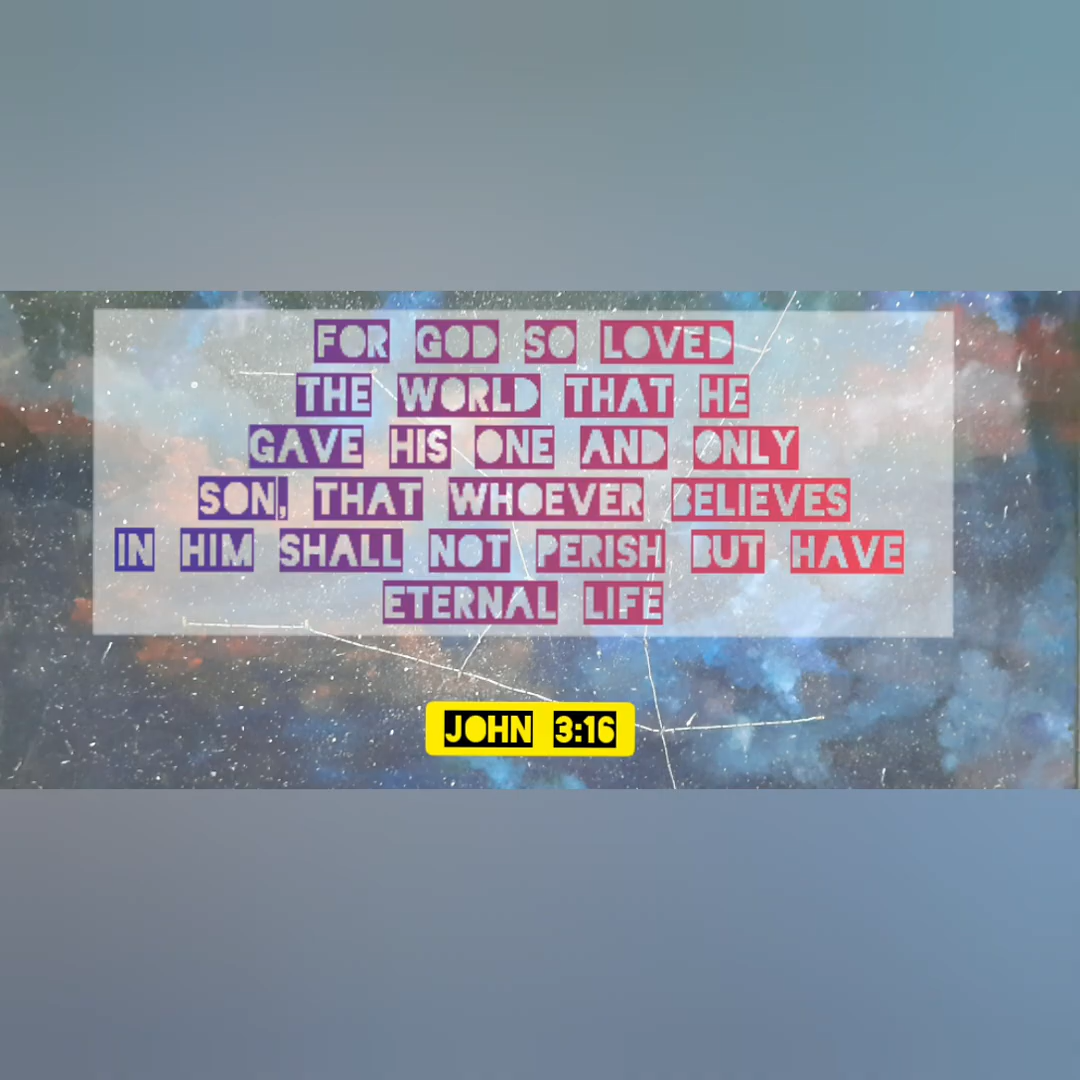 FOR GOD SO LOVED
THE WORLD THAT HE
GAVE HIS ONE AND ONLY
SON, THAT WHOEVER BELIEVES
IN HIM SHALL NOT PERISH BUT HAVE
ETERNAL LIFE
JOHN 3:16